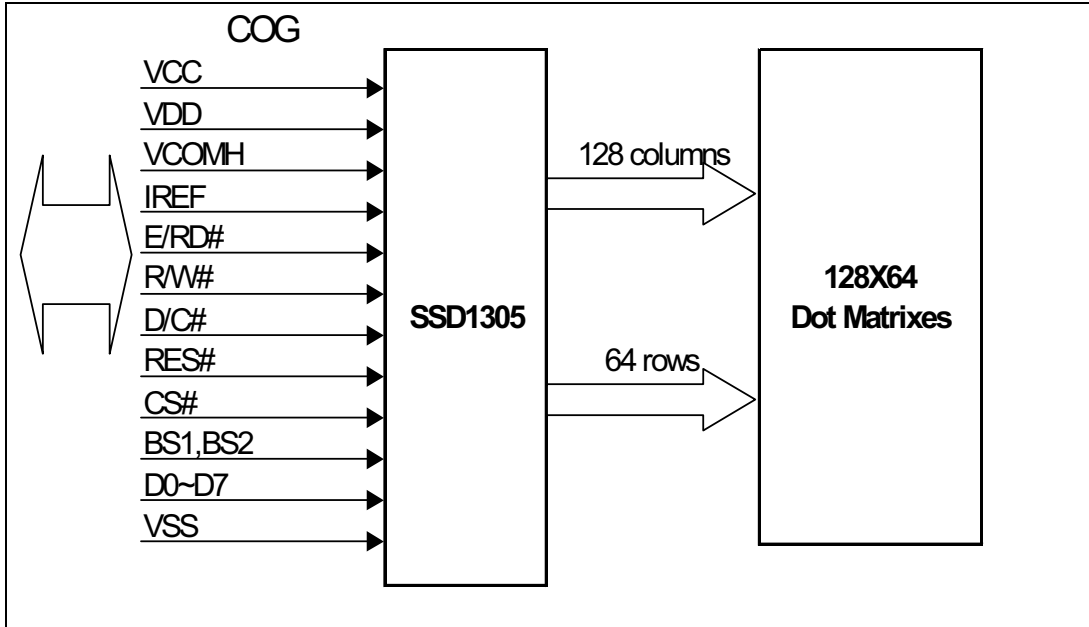 COG
VCC
VDD
VCOMH
IREF
E/RD#
R/W#
D/C#
RES#
CS#
BS1,BS2
D0~D7
VSS
SSD1305
128 columns
64 rows
128X64
Dot Matrixes